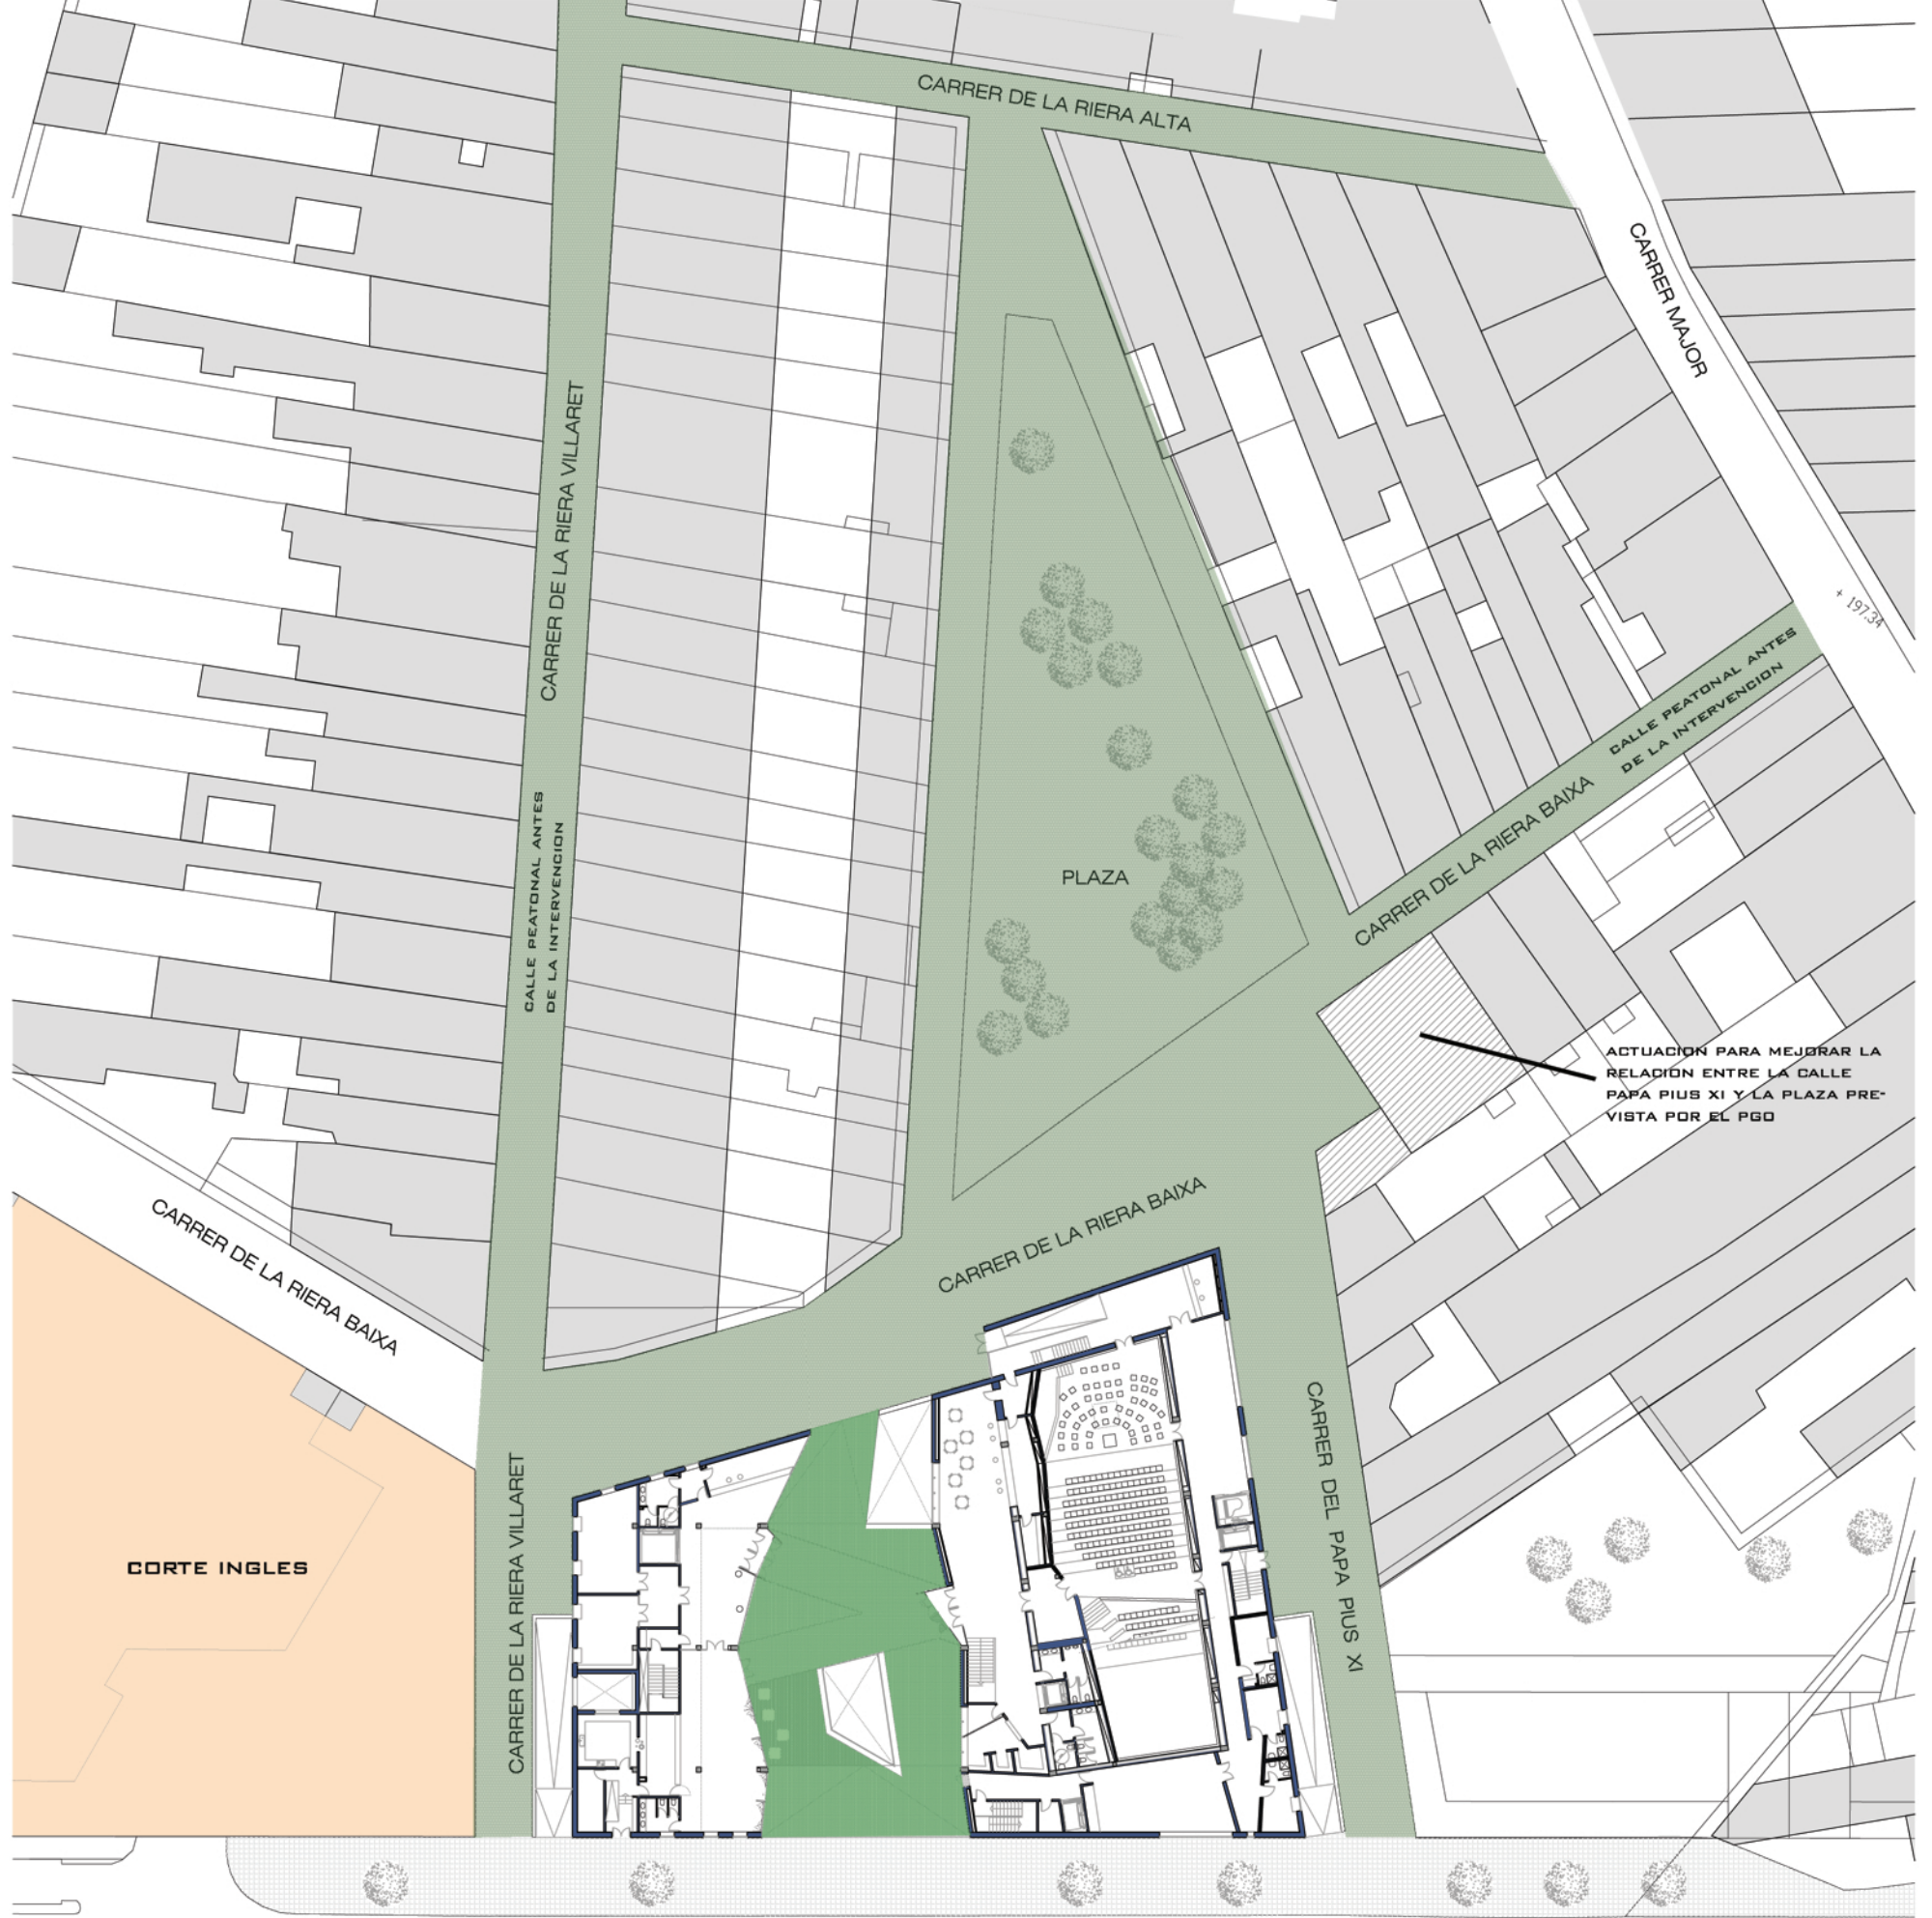 CARRER DE LA RIERA ALTA
CARRER MAJOR
+ 197.34
CARRER DE LA RIERA VILLARET
CALLE PEATONAL ANTES
DE LA INTERVENCION
CALLE PEATONAL ANTES
DE LA INTERVENCION
CARRER DE LA RIERA BAIXA
PLAZA
ACTUACION PARA MEJORAR LA
RELACION ENTRE LA CALLE
PAPA PIUS XI Y LA PLAZA PRE-
VISTA POR EL PGO
CARRER DE LA RIERA BAIXA
CARRER DE LA RIERA BAIXA
CORTE INGLES
CARRER DE LA RIERA VILLARET
CARRER DEL PAPA PIUS XI